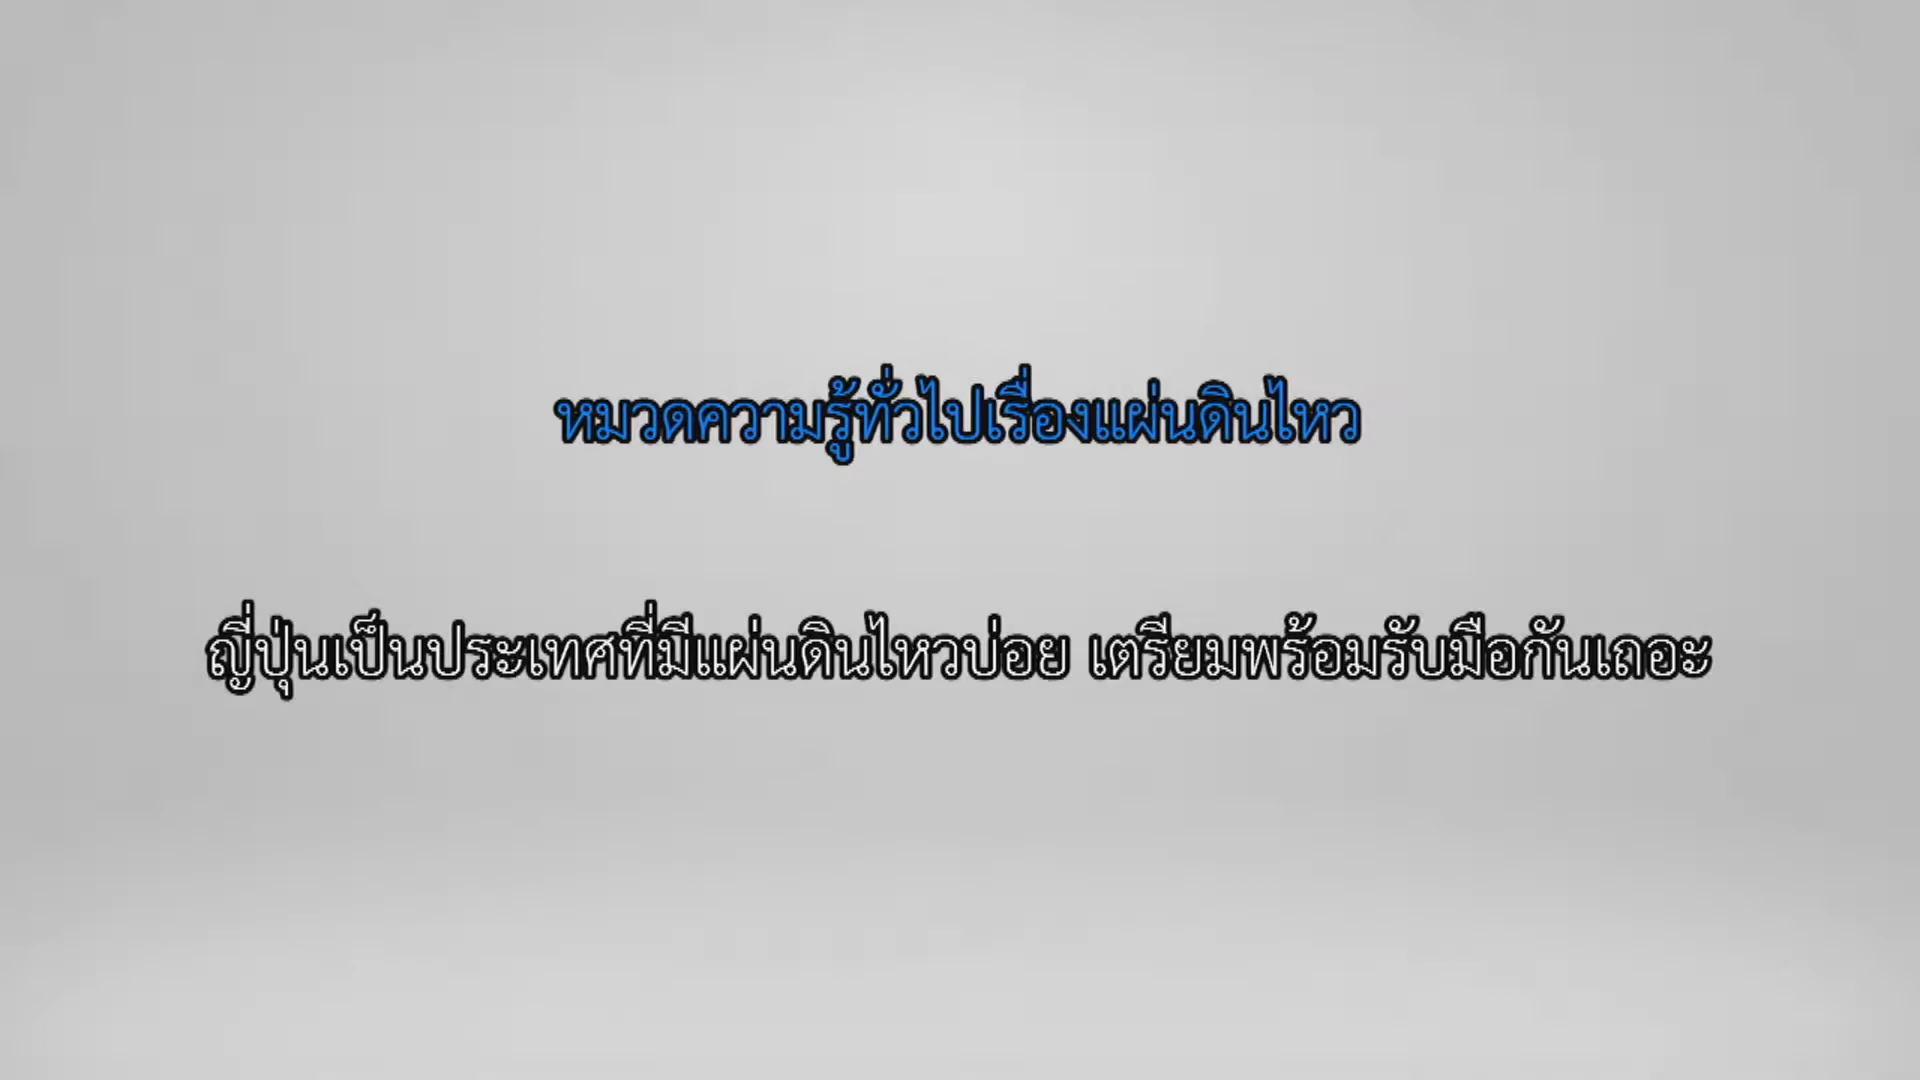 หมวดความรู้ทั่วไปเรื่องแผ่นดินไหว
ญี่ปุ่นเป็นประเทศที่มีแผ่นดินไหวบ่อย เตรียมพร้อมรับมือกันเถอะ